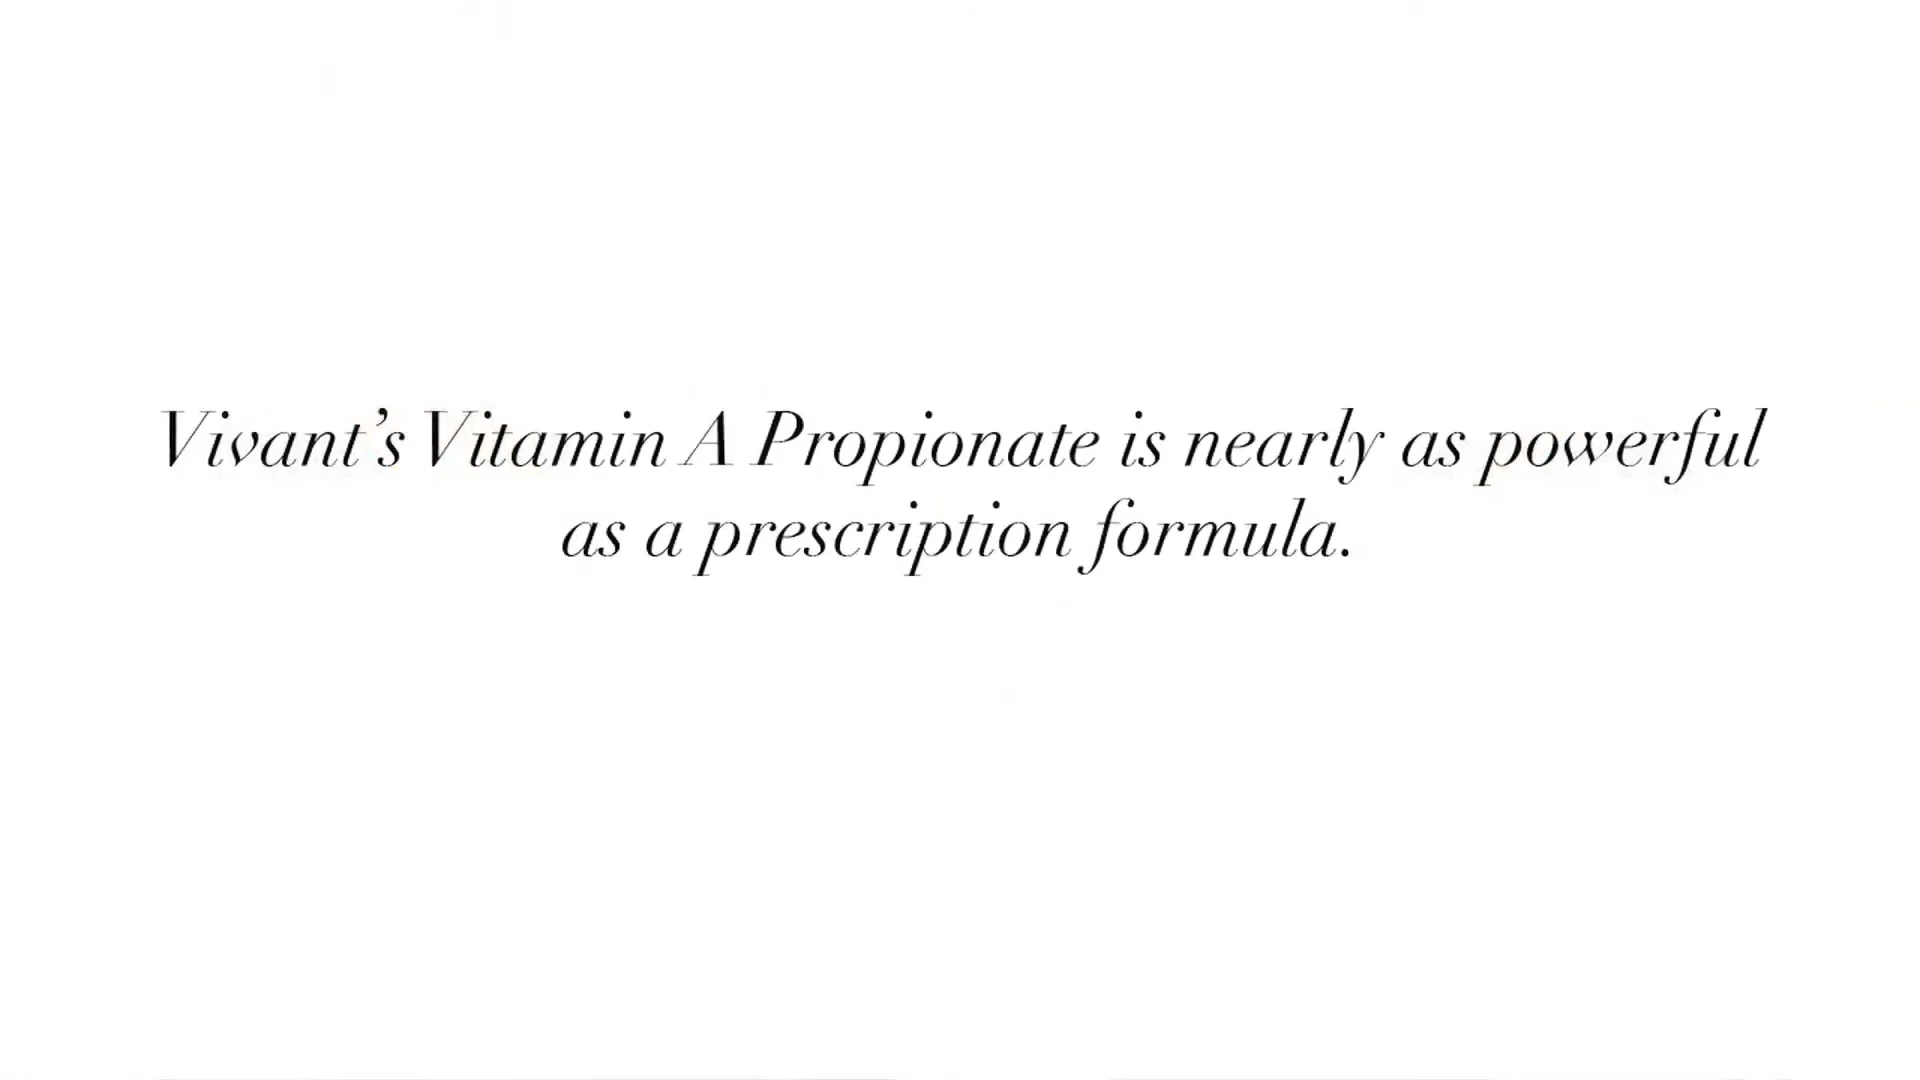 Vivant’s Vitamin A Propionate is nearly as powerful
as a prescription formula.